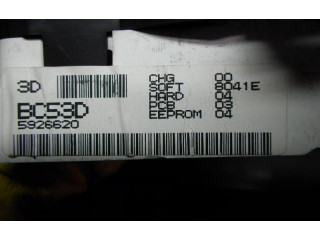 3D
BC53D
5926620
CHG 00
SOFT 8041E
HARD 04
PCB 03
EEPROM 04